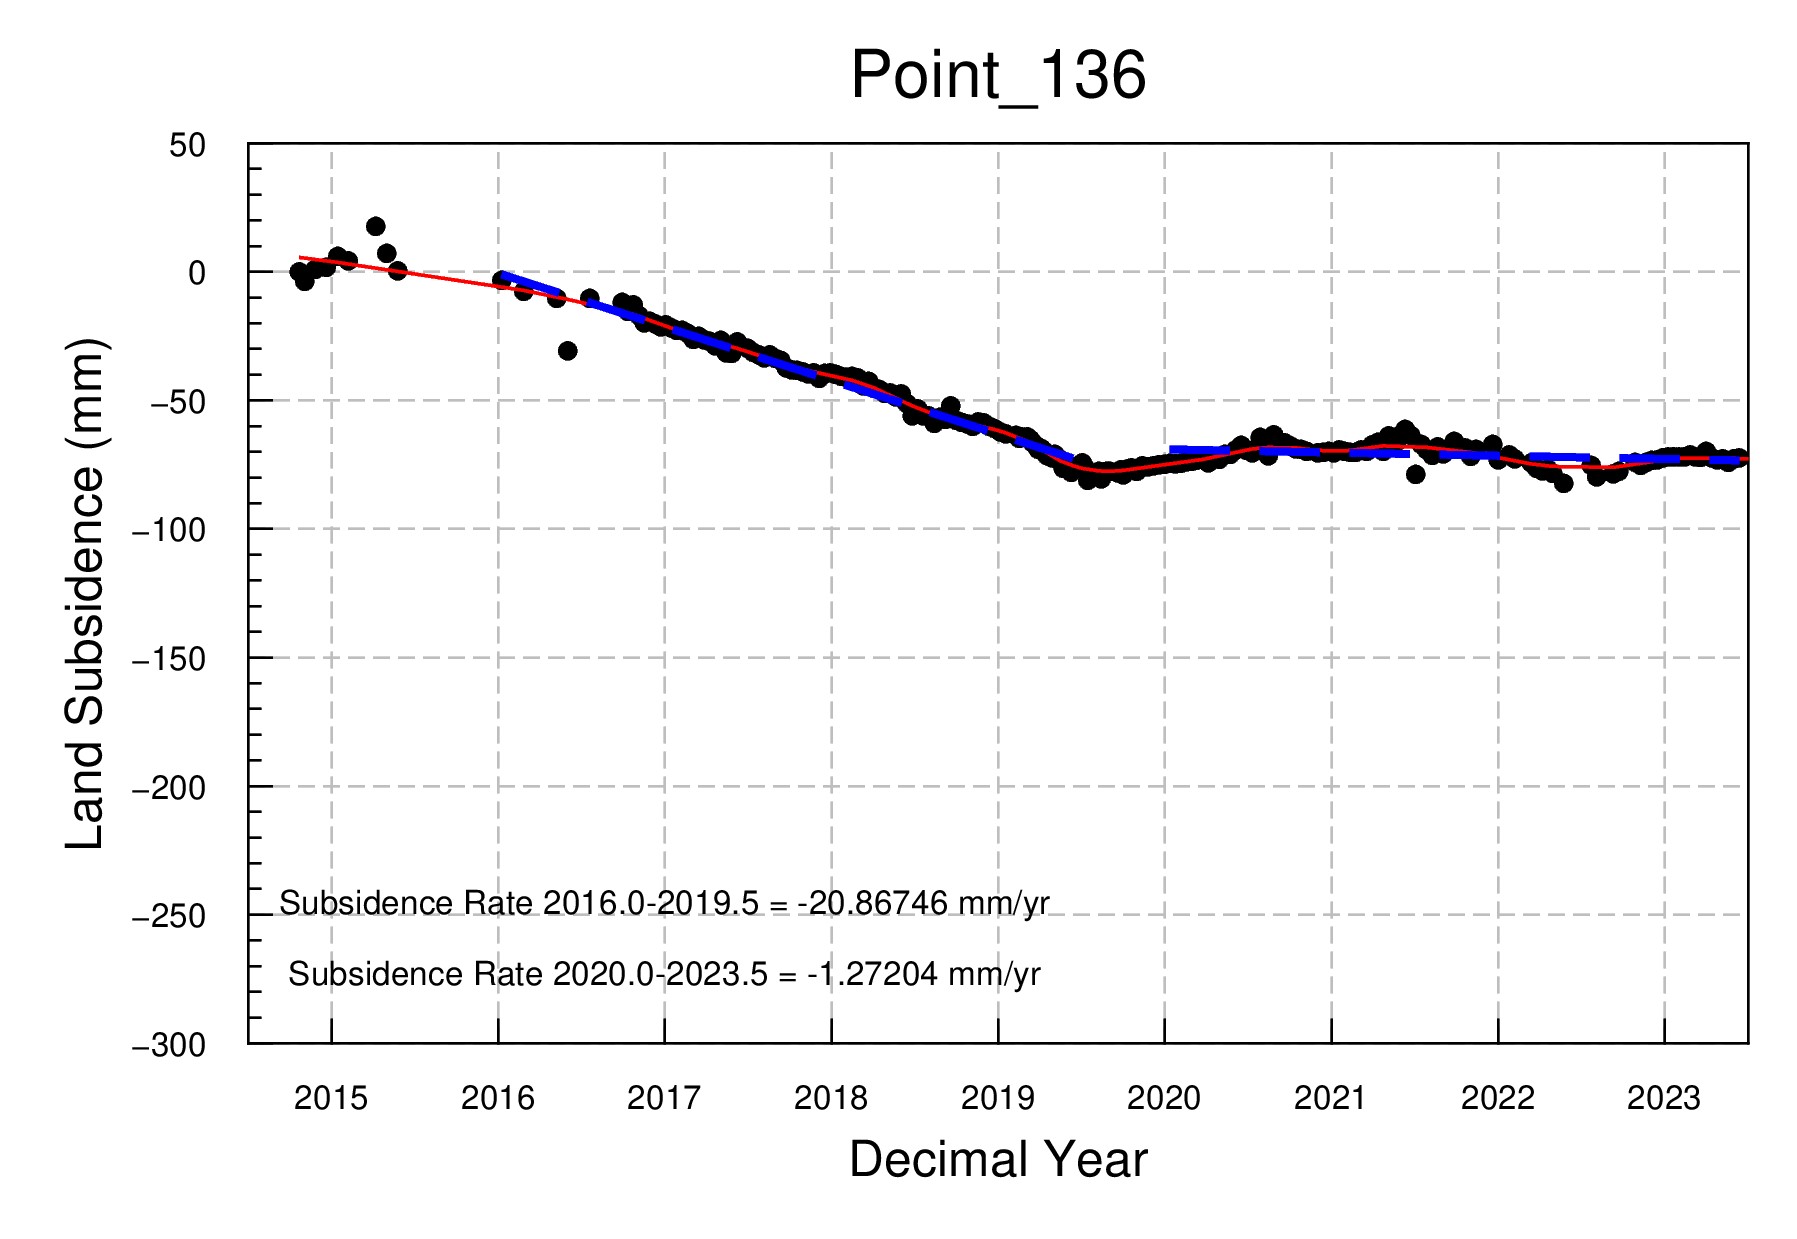 Point_136
50
0
−50
−100
−150
−200
−250
−300
Land Subsidence (mm)
Subsidence Rate 2016.0-2019.5 = -20.86746 mm/yr
Subsidence Rate 2020.0-2023.5 = -1.27204 mm/yr
2015 2016 2017 2018 2019 2020 2021 2022 2023
Decimal Year